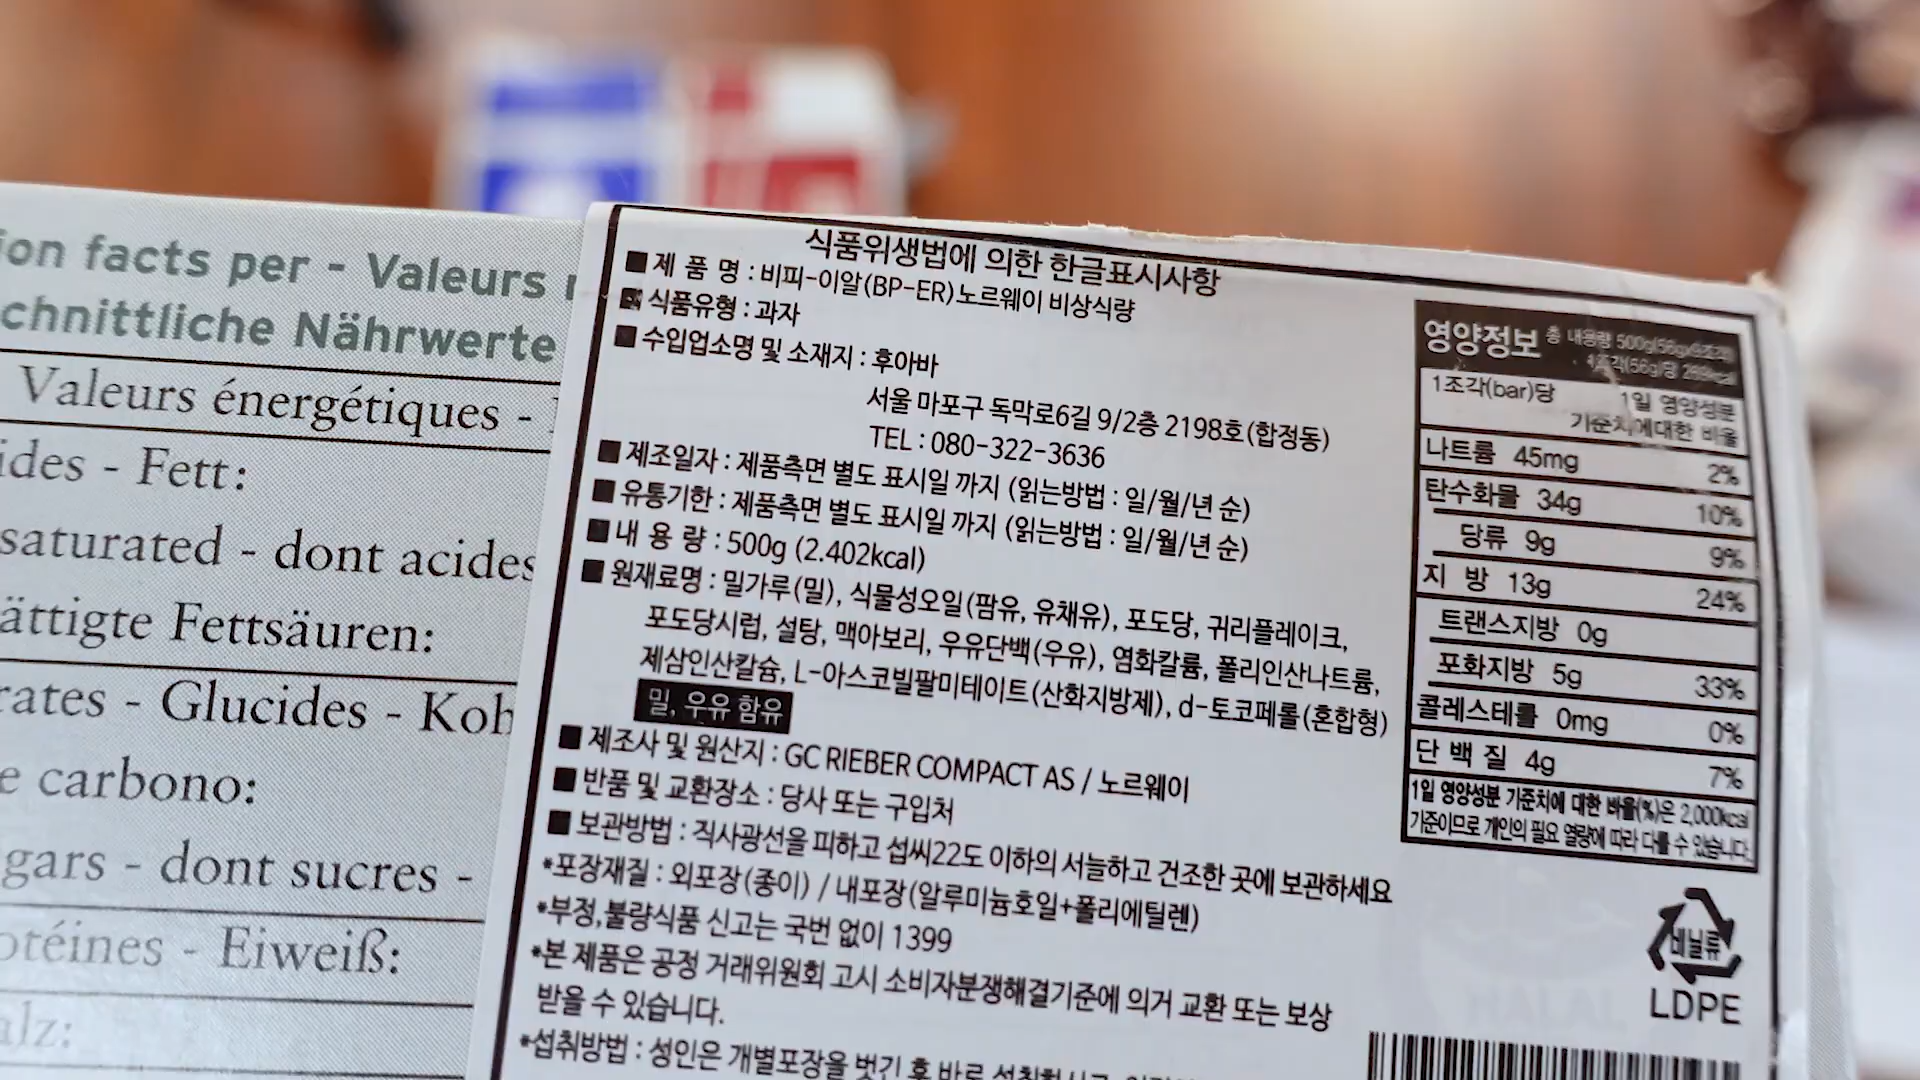 ion facts per - Valeurs
chnittliche Nährwerte
Valeurs énergétiques -
ides - Fett:
saturated - dont acides
ättigte Fettsäuren:
rates - Glucides - Koh
e carbono:
gars - dont sucres -
otéines - Eiweiß:
alz:
식품위생법에 의한 한글표시사항
■ 제 품 명 : 비피-이알(BP-ER)노르웨이 비상식량
■ 식품유형 : 과자
■ 수입업소명 및 소재지 : 후아바
서울 마포구 독막로6길 9/2층 2198호(합정동)
TEL : 080-322-3636
■ 제조일자 : 제품측면 별도 표시일 까지 (읽는방법 : 일/월/년 순)
■ 유통기한 : 제품측면 별도 표시일 까지 (읽는방법 : 일/월/년 순)
■ 내 용 량 : 500g (2.402kcal)
■ 원재료명 : 밀가루(밀), 식물성오일(팜유, 유채유), 포도당, 귀리플레이크,
포도당시럽, 설탕, 맥아보리, 우유단백(우유), 염화칼륨, 폴리인산나트륨,
제삼인산칼슘, L-아스코빌팔미테이트(산화지방제), d-토코페롤(혼합형)
밀, 우유 함유
■ 제조사 및 원산지 : GC RIEBER COMPACT AS / 노르웨이
■ 반품 및 교환장소 : 당사 또는 구입처
■ 보관방법 : 직사광선을 피하고 섭씨22도 이하의 서늘하고 건조한 곳에 보관하세요
*포장재질 : 외포장(종이) / 내포장(알루미늄호일+폴리에틸렌)
*부정,불량식품 신고는 국번 없이 1399
*본 제품은 공정 거래위원회 고시 소비자분쟁해결기준에 의거 교환 또는 보상
받을 수 있습니다.
*섭취방법 : 성인은 개별포장을 벗긴 후 바로
영양정보 총 내용량
1조각(bar)당 1일 영양성분
기준치에대한 비율
나트륨 45mg 2%
탄수화물 34g 10%
당류 9g 9%
지 방 13g 24%
트랜스지방 0g
포화지방 5g 33%
콜레스테롤 0mg 0%
단 백 질 4g 7%
1일 영양성분 기준치에 대한 비율(%)은 2,000kcal
기준이므로 개인의 필요 열량에 따라 다를 수 있습니다.
비닐류
LDPE
HALAL